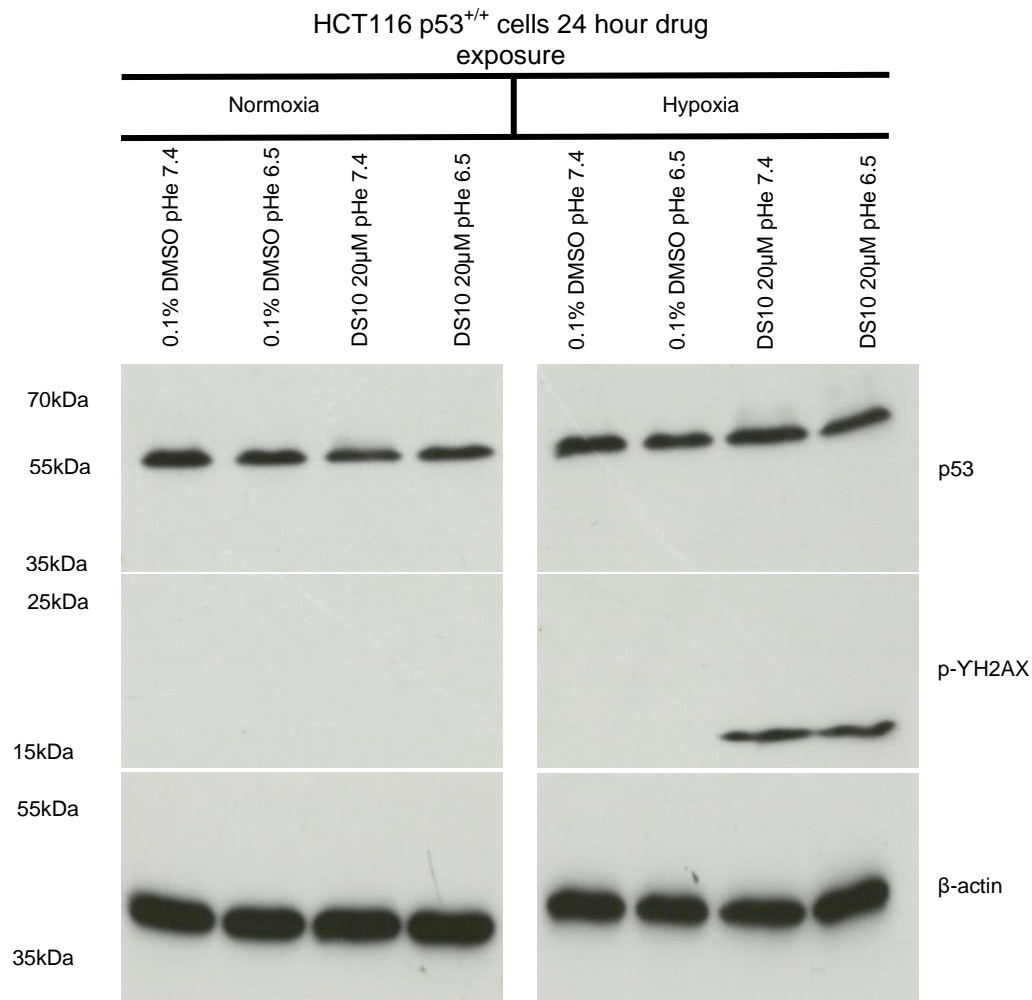 HCT116 p53+/+ cells 24 hour drug
exposure
Normoxia
Hypoxia
0.1% DMSO pHe 7.4
0.1% DMSO pHe 6.5
DS10 20µM pHe 7.4
DS10 20µM pHe 6.5
0.1% DMSO pHe 7.4
0.1% DMSO pHe 6.5
DS10 20µM pHe 7.4
DS10 20µM pHe 6.5
70kDa
55kDa
p53
35kDa
25kDa
p-ϒH2AX
15kDa
55kDa
β-actin
35kDa